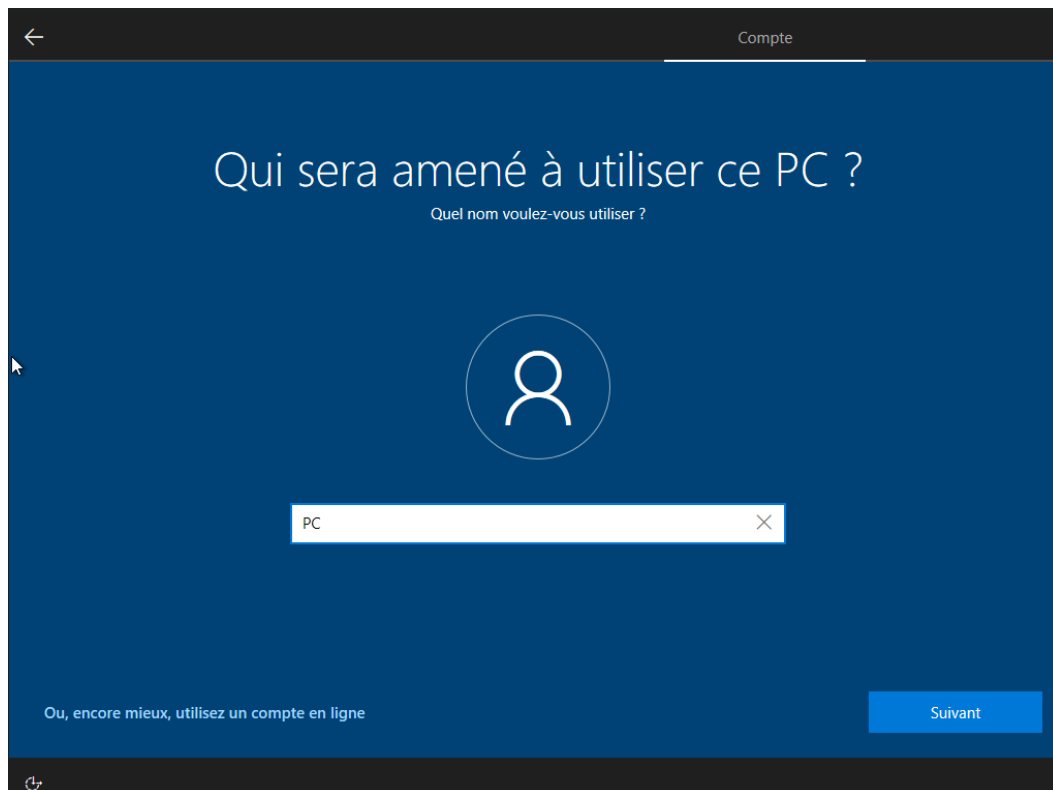 Compte
Qui sera amené à utiliser ce PC ?
Quel nom voulez-vous utiliser ?
PC
Ou, encore mieux, utilisez un compte en ligne
Suivant